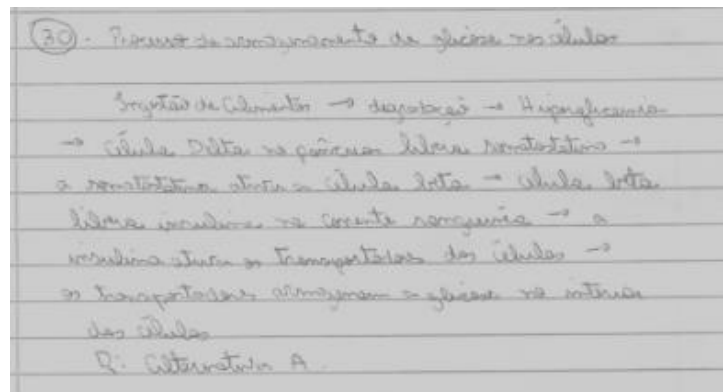 30. Processo de armazenamento de glicose nas células
Ingestão de Alimentos → digestão → Hiperglicemia
→ Célula Delta no pâncreas libera somatostatina →
a somatostatina ativa a célula beta → célula beta
libera insulina na corrente sanguínea → a
insulina ativa os transportadores das células →
os transportadores armazenam a glicose no interior
das células
R: Alternativa A.